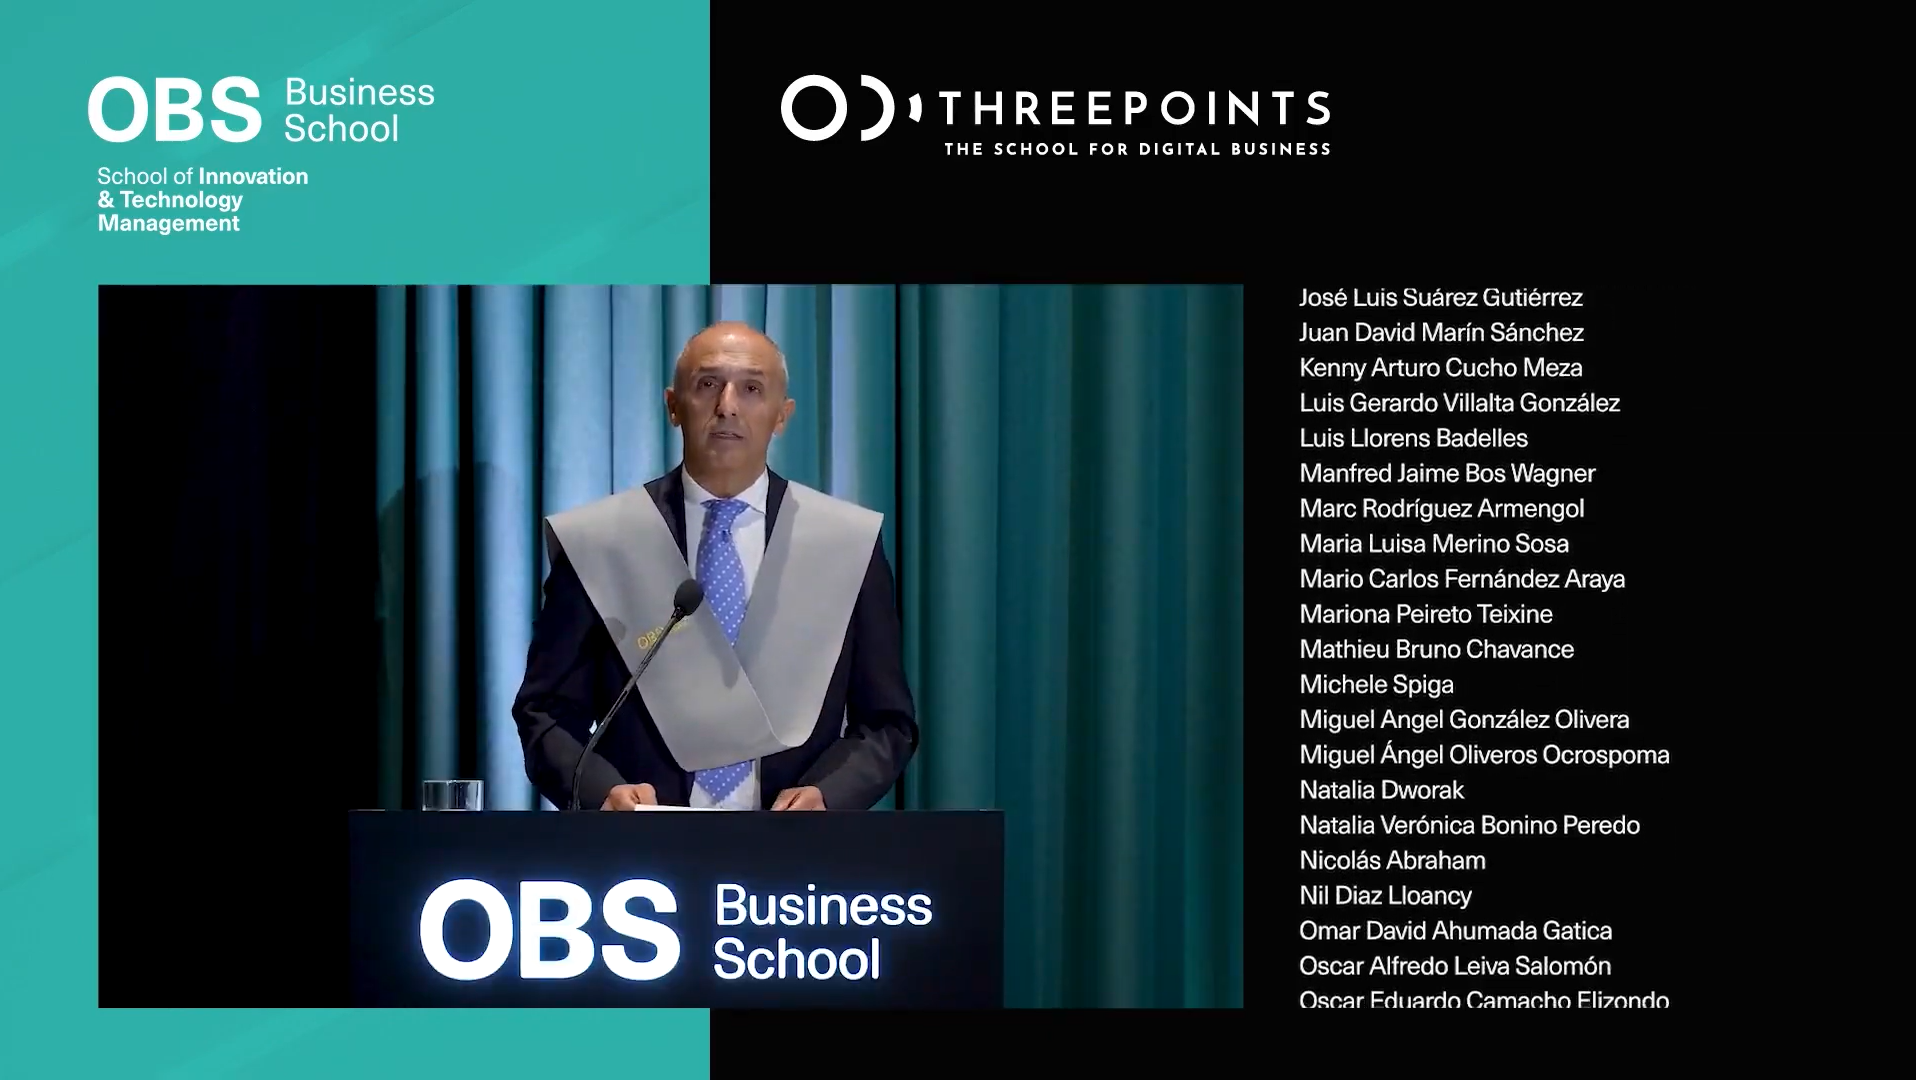 OBS Business
School
School of Innovation
& Technology
Management
THREEPOINTS
THE SCHOOL FOR DIGITAL BUSINESS
OBS
OBS Business
School
José Luis Suárez Gutiérrez
Juan David Marín Sánchez
Kenny Arturo Cucho Meza
Luis Gerardo Villalta González
Luis Llorens Badelles
Manfred Jaime Bos Wagner
Marc Rodríguez Armengol
Maria Luisa Merino Sosa
Mario Carlos Fernández Araya
Mariona Peireto Teixine
Mathieu Bruno Chavance
Michele Spiga
Miguel Angel González Olivera
Miguel Ángel Oliveros Ocrospoma
Natalia Dworak
Natalia Verónica Bonino Peredo
Nicolás Abraham
Nil Diaz Lloancy
Omar David Ahumada Gatica
Oscar Alfredo Leiva Salomón
Oscar Eduardo Camacho Elizondo